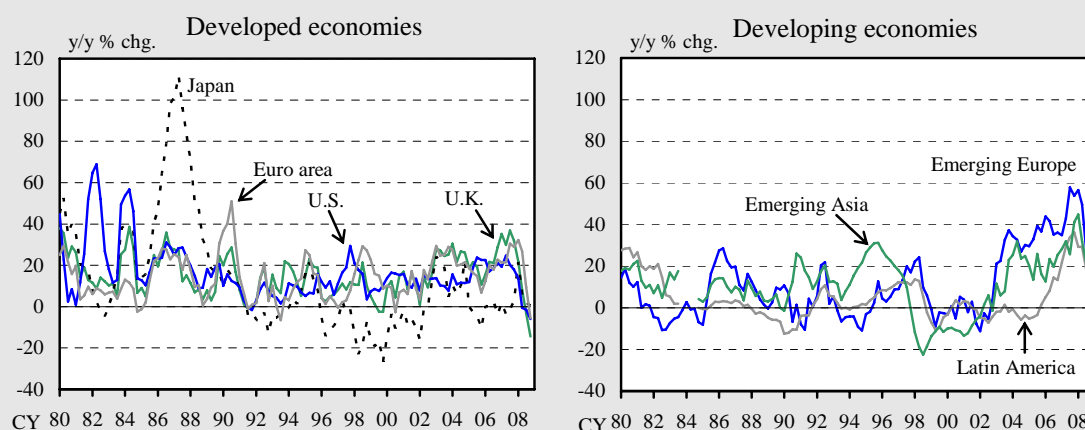 Developed economies
y/y % chg.
120
100
80
60
40
20
0
-20
-40
Japan
Euro area
U.S.
U.K.
CY 80 82 84 86 88 90 92 94 96 98 00 02 04 06 08
Developing economies
y/y % chg.
120
100
80
60
40
20
0
-20
-40
Emerging Europe
Emerging Asia
Latin America
CY 80 82 84 86 88 90 92 94 96 98 00 02 04 06 08